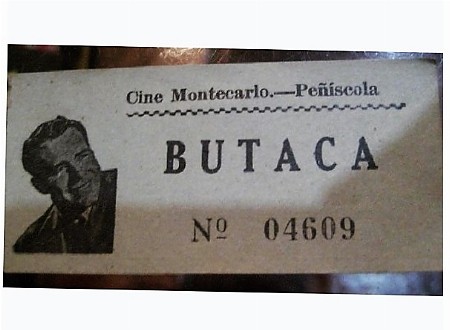 Cine Montecarlo.—Peñíscola
BUTACA
Nº 04609